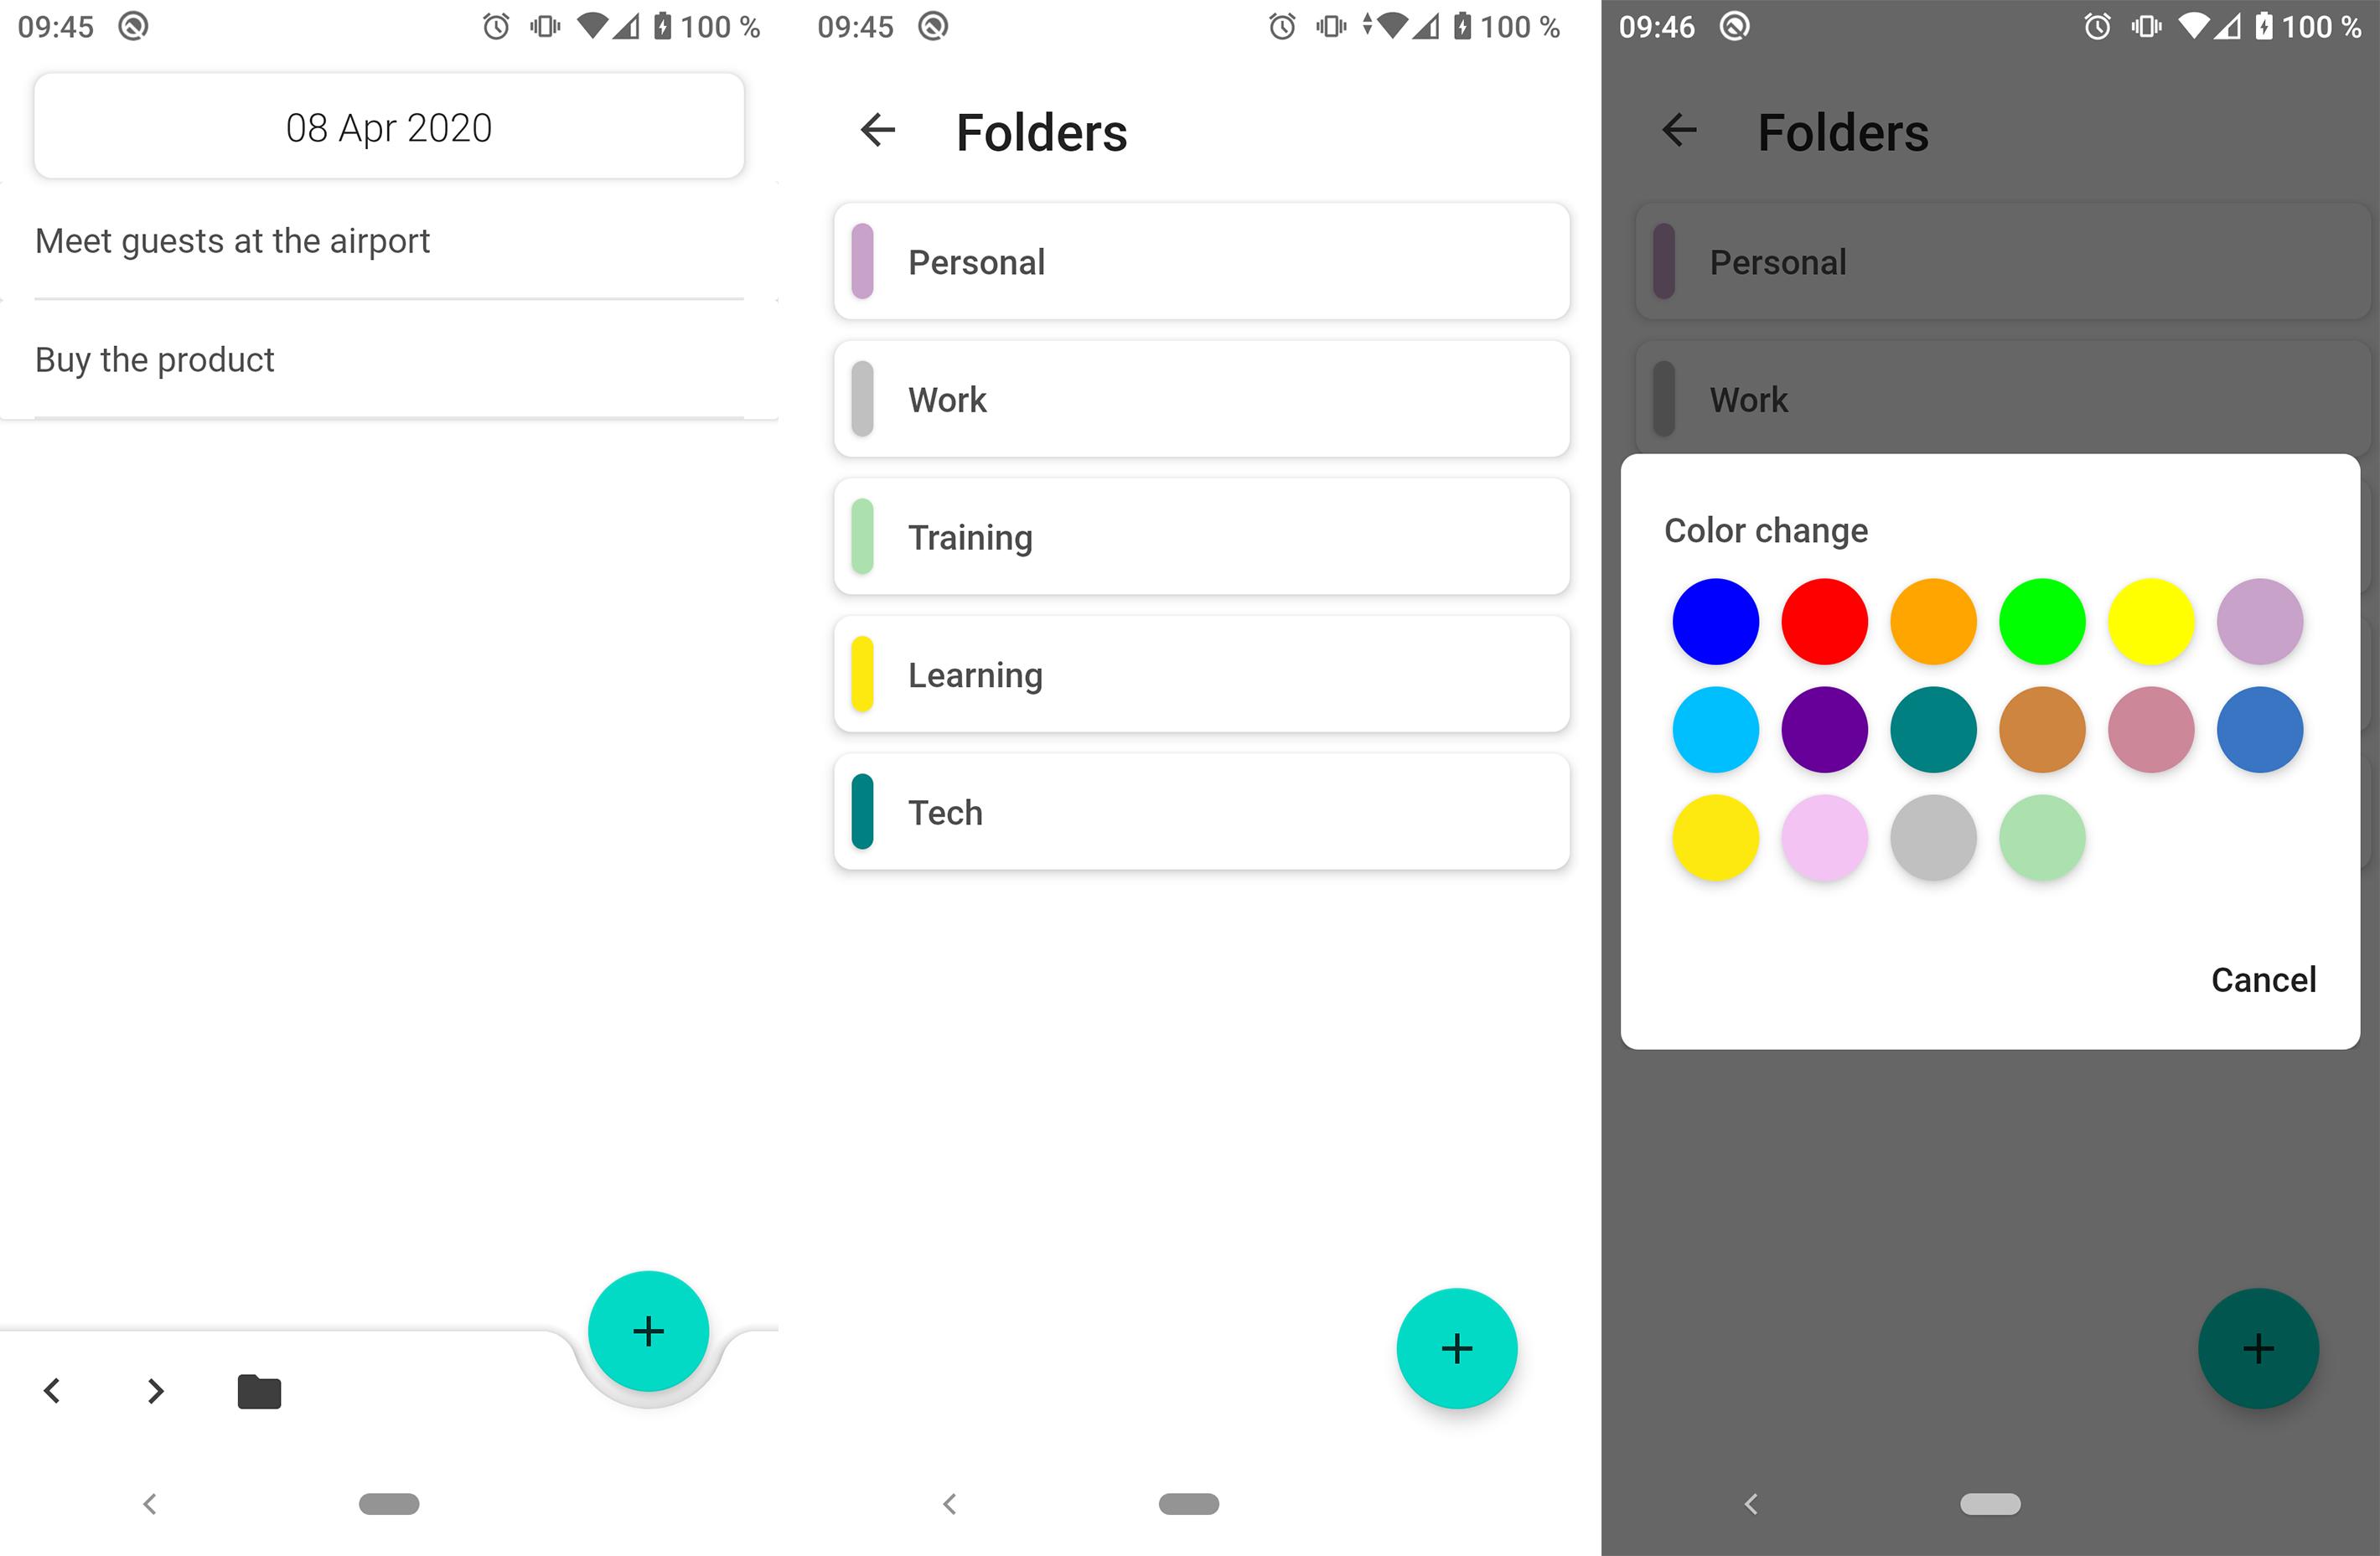 09:45 100 %
08 Apr 2020
Meet guests at the airport
Buy the product
09:45 100 %
Folders
Personal
Work
Training
Learning
Tech
09:46 100 %
Folders
Personal
Work
Color change
Cancel